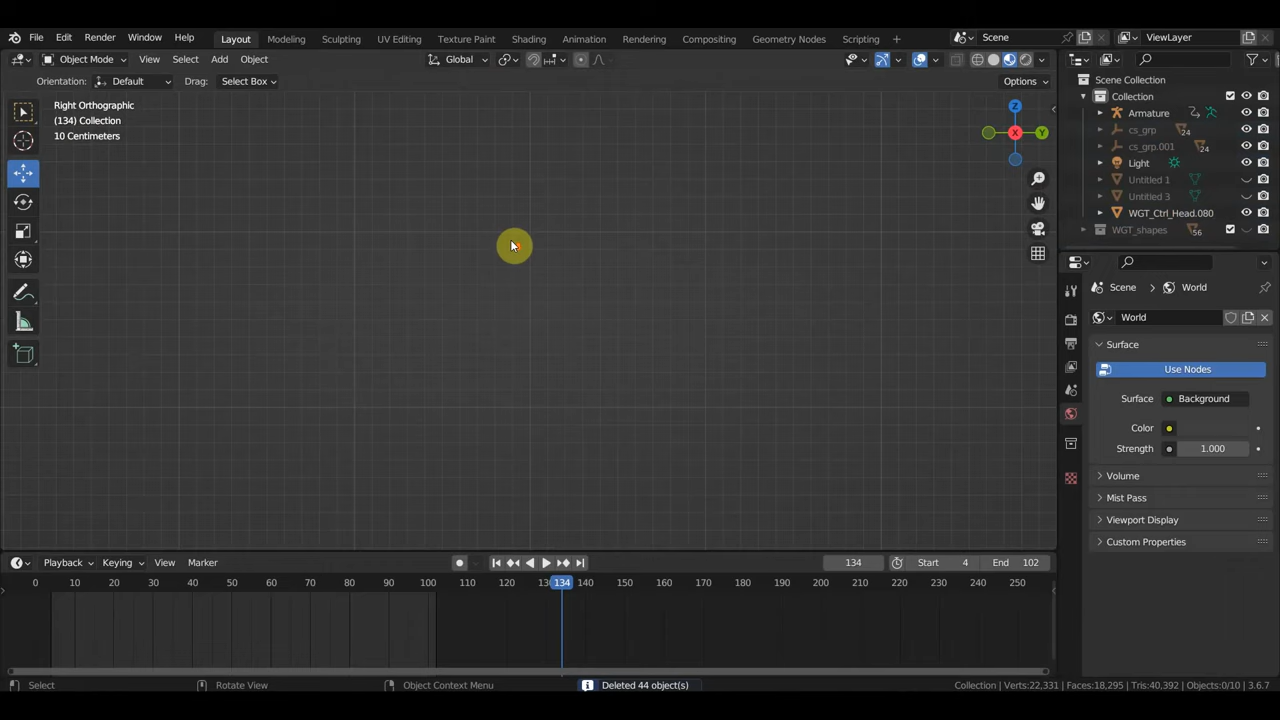 File Edit Render Window Help Layout Modeling Sculpting UV Editing Texture Paint Shading Animation Rendering Compositing Geometry Nodes Scripting + Scene ViewLayer
Object Mode View Select Add Object Global
Orientation: Default Drag: Select Box Options
Right Orthographic
(134) Collection
10 Centimeters
Z
X
Y
Scene Collection
Collection
Armature
cs_grp 24
cs_grp.001 24
Light
Untitled 1
Untitled 3
WGT_Ctrl_Head.080
WGT_shapes 56
Scene > World
World
Surface
Use Nodes
Surface Background
Color
Strength 1.000
Volume
Mist Pass
Viewport Display
Custom Properties
Playback Keying View Marker 134 Start 4 End 102
0 10 20 30 40 50 60 70 80 90 100 110 120 134 140 150 160 170 180 190 200 210 220 230 240 250
Select Rotate View Object Context Menu Deleted 44 object(s) Collection | Verts:22,331 | Faces:18,295 | Tris:40,392 | Objects:0/10 | 3.6.7